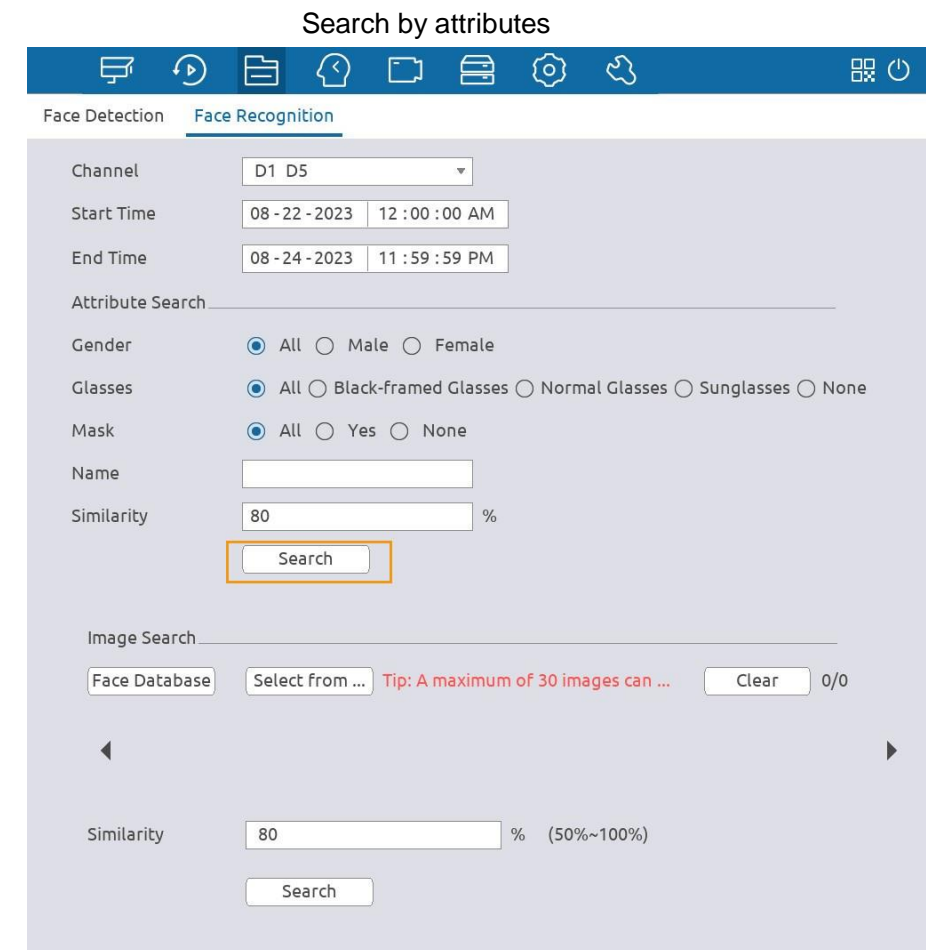 Search by attributes
Face Detection Face Recognition
Channel D1 D5
Start Time 08-22-2023 12:00:00 AM
End Time 08-24-2023 11:59:59 PM
Attribute Search
Gender All Male Female
Glasses All Black-framed Glasses Normal Glasses Sunglasses None
Mask All Yes None
Name
Similarity 80 %
Search
Image Search
Face Database Select from ... Tip: A maximum of 30 images can ... Clear 0/0
Similarity 80 % (50%~100%)
Search